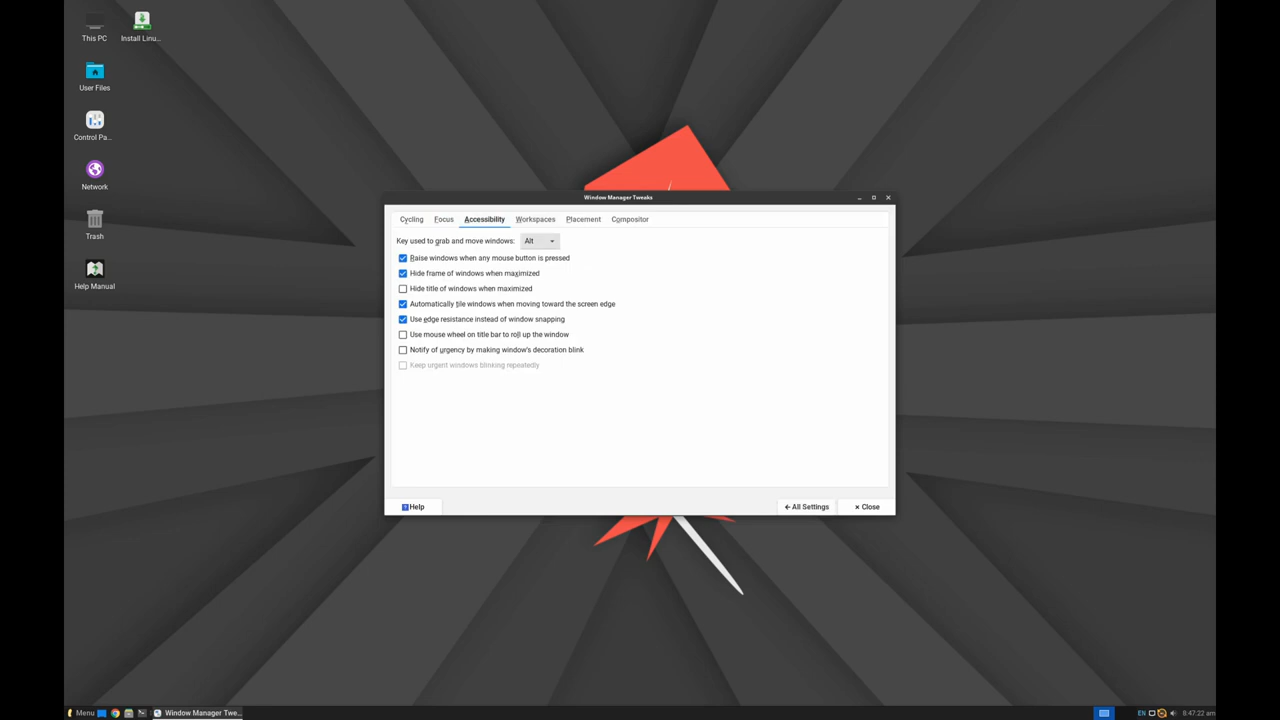 This PC
Install Linu...
User Files
Control Pa...
Network
Trash
Help Manual
Window Manager Tweaks
Cycling Focus Accessibility Workspaces Placement Compositor
Key used to grab and move windows: Alt
Raise windows when any mouse button is pressed
Hide frame of windows when maximized
Hide title of windows when maximized
Automatically tile windows when moving toward the screen edge
Use edge resistance instead of window snapping
Use mouse wheel on title bar to roll up the window
Notify of urgency by making window's decoration blink
Keep urgent windows blinking repeatedly
Help All Settings Close
Menu Window Manager Twe... EN 8:47:22 am